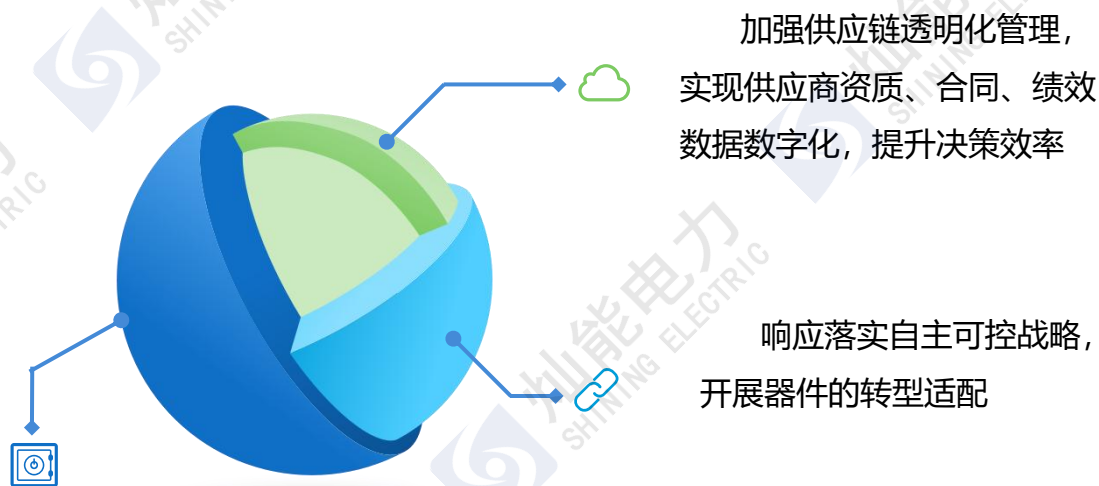 加强供应链透明化管理，
实现供应商资质、合同、绩效
数据数字化，提升决策效率
响应落实自主可控战略，
开展器件的转型适配
灿能电力
SHINING ELECTRIC